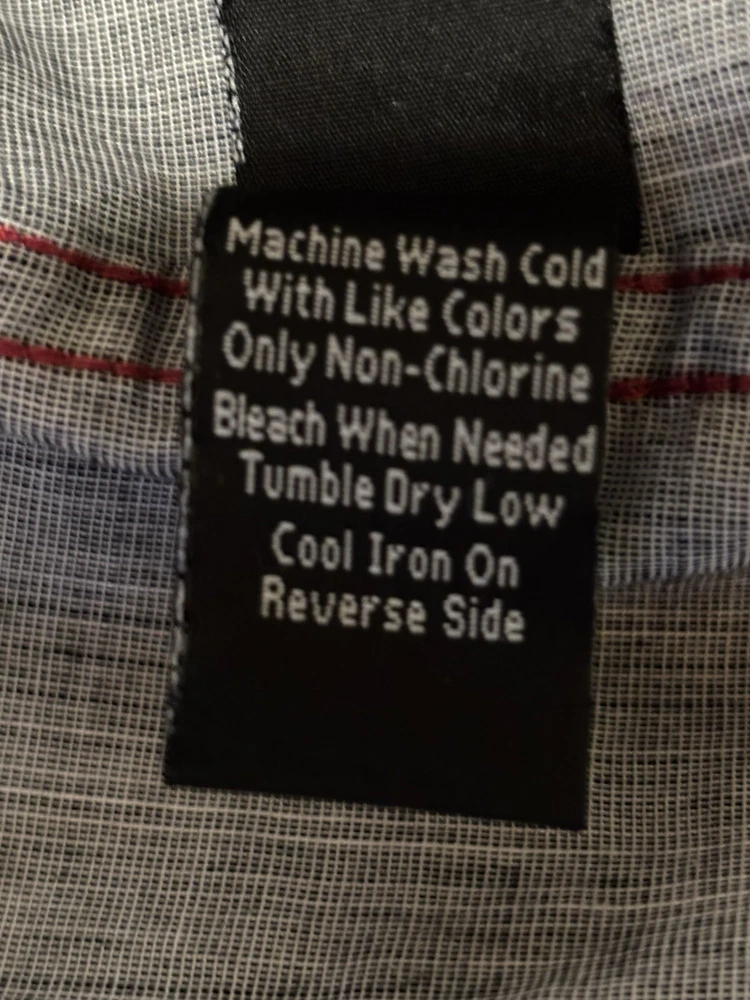 Machine Wash Cold
With Like Colors
Only Non-Chlorine
Bleach When Needed
Tumble Dry Low
Cool Iron On
Reverse Side